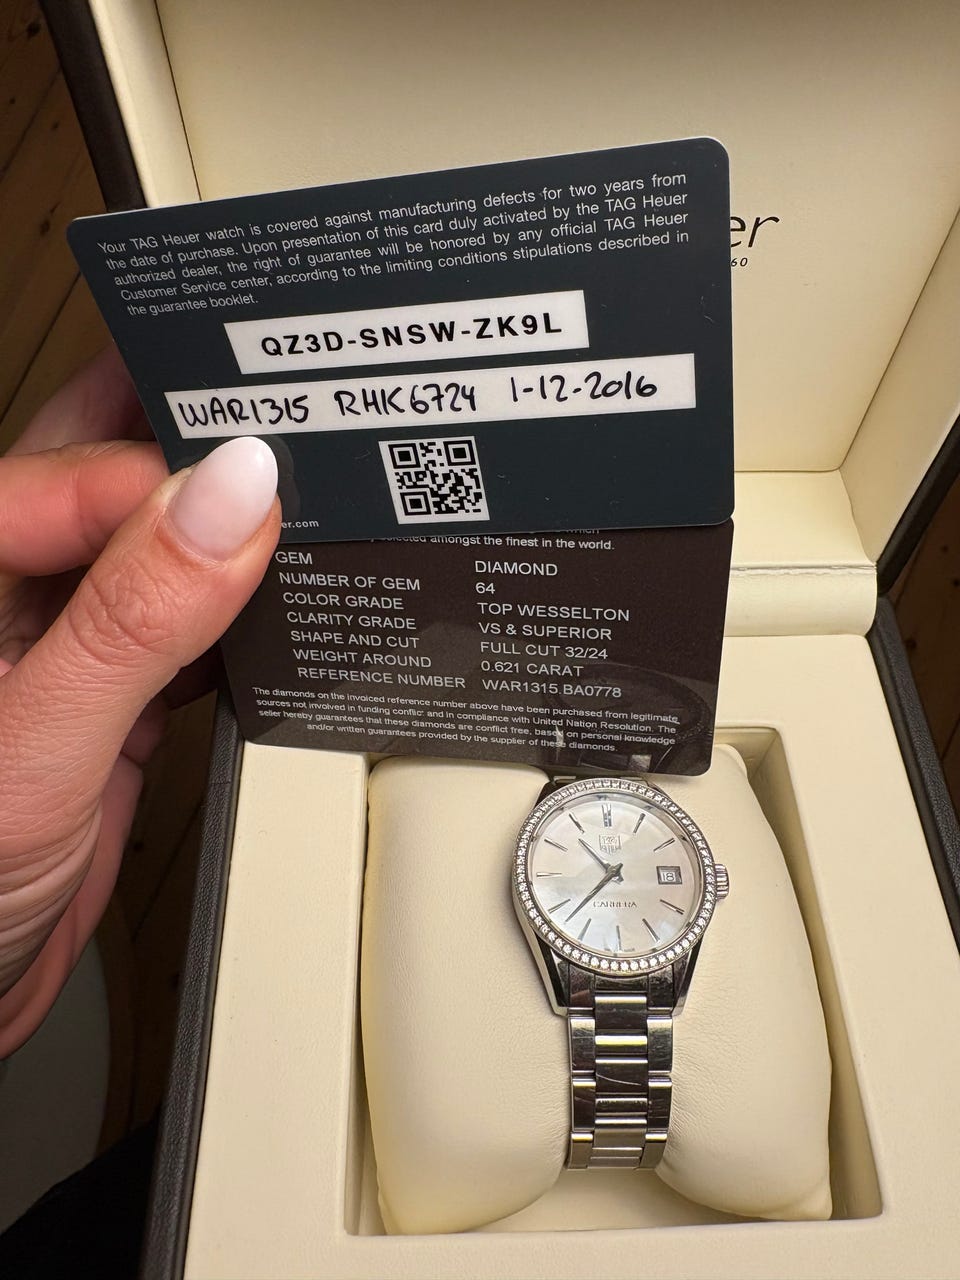 Your TAG Heuer watch is covered against manufacturing defects for two years from
the date of purchase. Upon presentation of this card duly activated by the TAG Heuer
authorized dealer, the right of guarantee will be honored by any official TAG Heuer
Customer Service center, according to the limiting conditions stipulations described in
the guarantee booklet.
QZ3D-SNSW-ZK9L
WAR1315 RHK6724 1-12-2016
er.com
er
60
amongst the finest in the world.
GEM DIAMOND
NUMBER OF GEM 64
COLOR GRADE TOP WESSELTON
CLARITY GRADE VS & SUPERIOR
SHAPE AND CUT FULL CUT 32/24
WEIGHT AROUND 0.621 CARAT
REFERENCE NUMBER WAR1315.BA0778
The diamonds on the invoiced reference number above have been purchased from legitimate
sources not involved in funding conflict and in compliance with United Nation Resolution. The
seller hereby guarantees that these diamonds are conflict free, based on personal knowledge
and/or written guarantees provided by the supplier of these diamonds.
TAG
HEUER
18
CARRERA